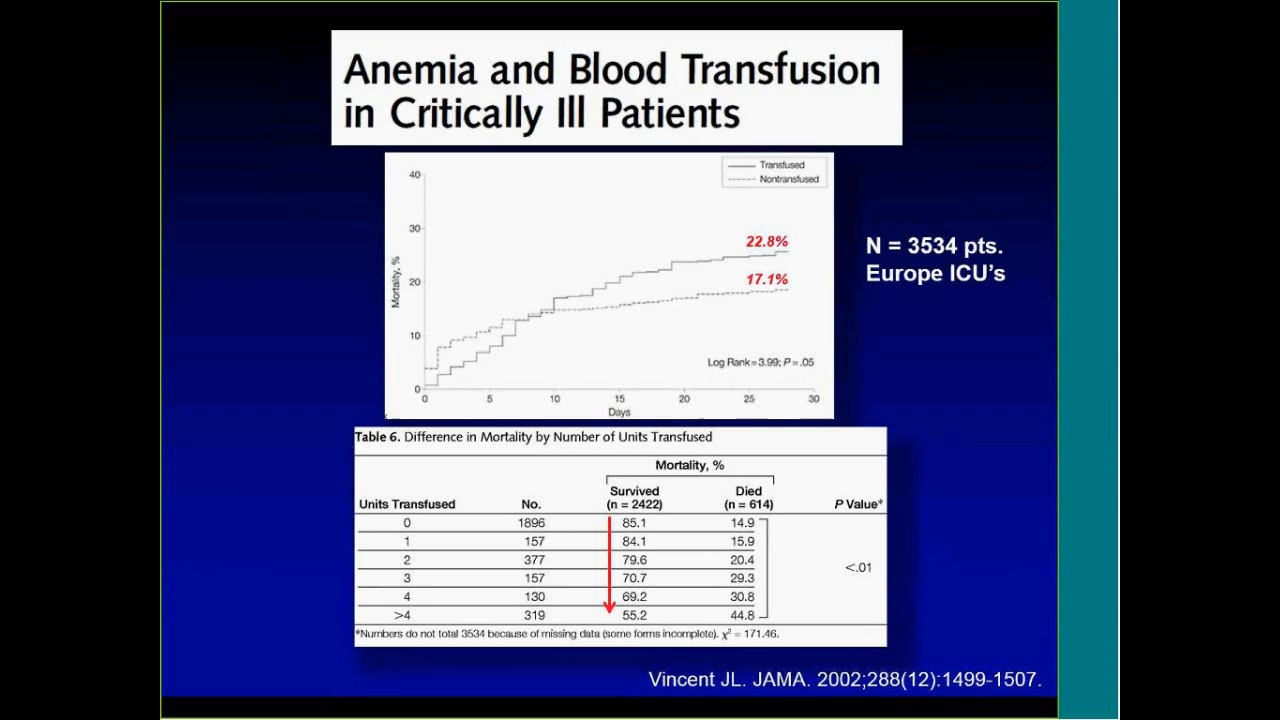 Anemia and Blood Transfusion
in Critically Ill Patients
Transfused
Nontransfused
40
30
20
10
0
Mortality, %
22.8%
17.1%
Log Rank=3.99; P=.05
0 5 10 15 20 25 30
Days
N = 3534 pts.
Europe ICU's
Table 6. Difference in Mortality by Number of Units Transfused
Mortality, %
Units Transfused No. Survived (n = 2422) Died (n = 614) P Value*
0 1896 85.1 14.9
1 157 84.1 15.9
2 377 79.6 20.4
<.01
3 157 70.7 29.3
4 130 69.2 30.8
>4 319 55.2 44.8
*Numbers do not total 3534 because of missing data (some forms incomplete). χ² = 171.46.
Vincent JL. JAMA. 2002;288(12):1499-1507.